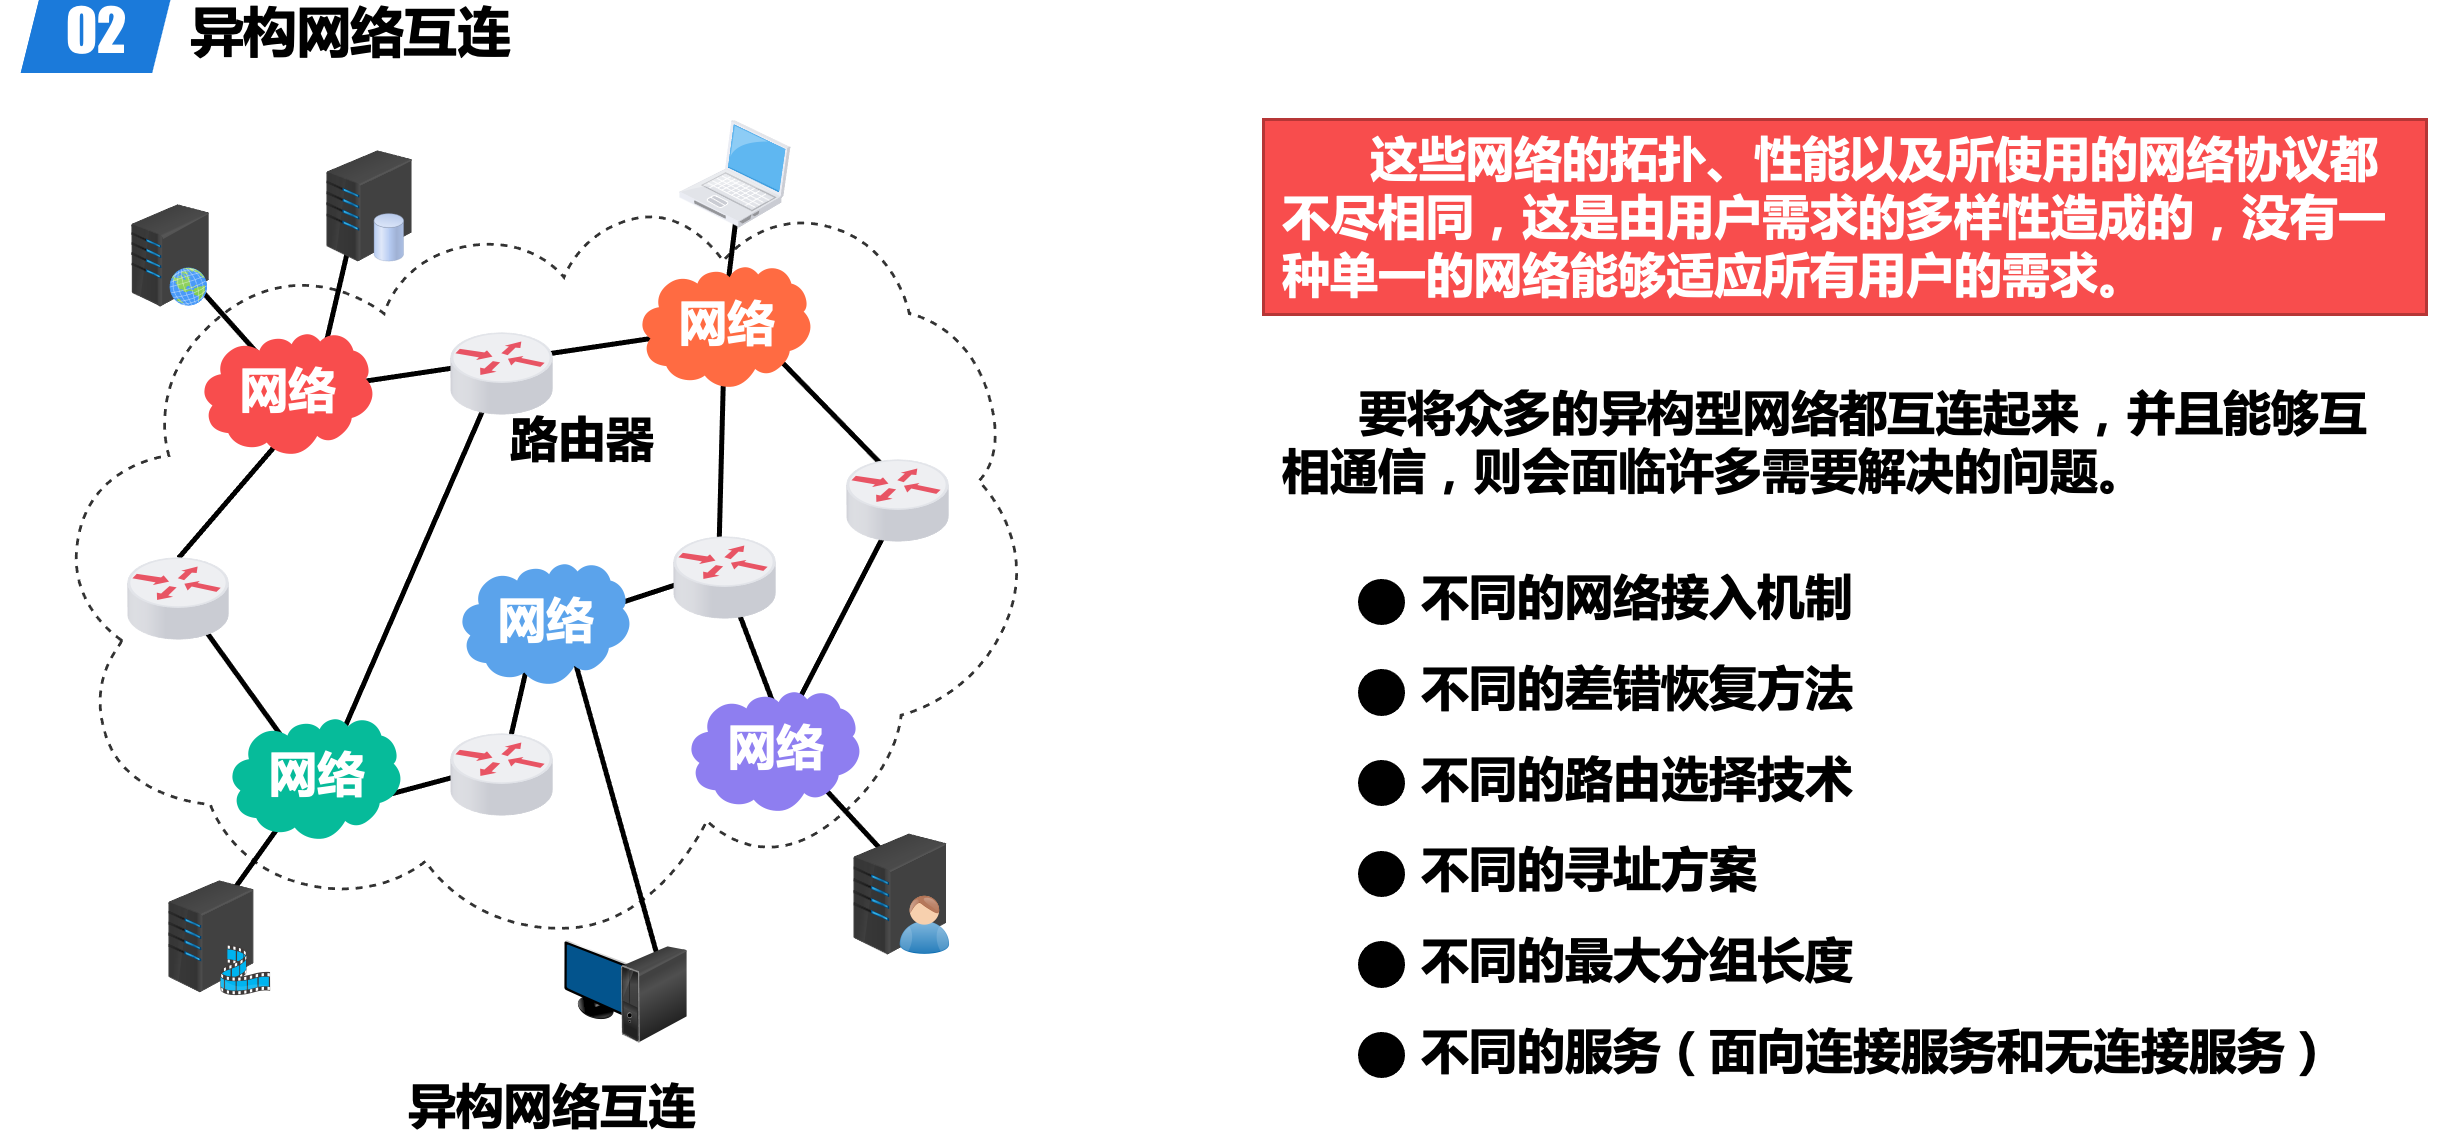 02 异构网络互连
网络
网络
路由器
网络
网络
网络
异构网络互连
这些网络的拓扑、性能以及所使用的网络协议都
不尽相同，这是由用户需求的多样性造成的，没有一
种单一的网络能够适应所有用户的需求。
要将众多的异构型网络都互连起来，并且能够互
相通信，则会面临许多需要解决的问题。
● 不同的网络接入机制
● 不同的差错恢复方法
● 不同的路由选择技术
● 不同的寻址方案
● 不同的最大分组长度
● 不同的服务（面向连接服务和无连接服务）